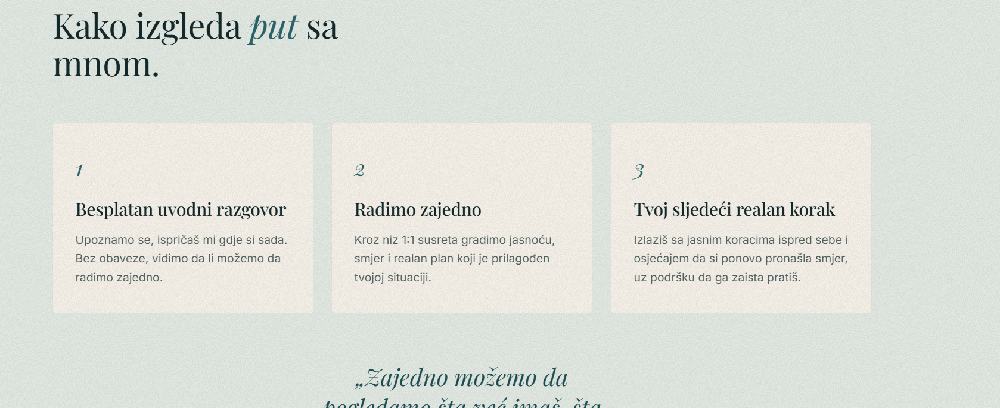 Kako izgleda put sa
mnom.
1
Besplatan uvodni razgovor
Upoznamo se, ispričaš mi gdje si sada.
Bez obaveze, vidimo da li možemo da
radimo zajedno.
2
Radimo zajedno
Kroz niz 1:1 susreta gradimo jasnoću,
smjer i realan plan koji je prilagođen
tvojoj situaciji.
3
Tvoj sljedeći realan korak
Izlaziš sa jasnim koracima ispred sebe i
osjećajem da si ponovo pronašla smjer,
uz podršku da ga zaista pratiš.
„Zajedno možemo da
pogledamo šta već imaš, šta